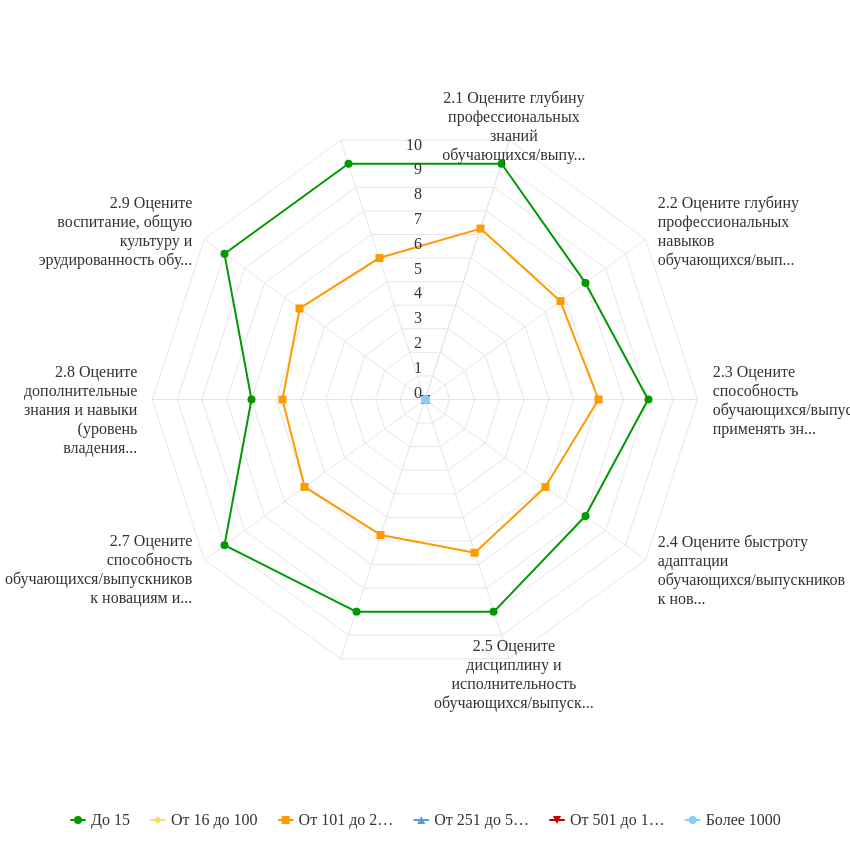 2.1 Оцените глубину
профессиональных
знаний
обучающихся/выпу...
10
9
8
7
6
5
4
3
2
1
0
2.2 Оцените глубину
профессиональных
навыков
обучающихся/вып...
2.3 Оцените
способность
обучающихся/выпус
применять зн...
2.4 Оцените быстроту
адаптации
обучающихся/выпускников
к нов...
2.5 Оцените
дисциплину и
исполнительность
обучающихся/выпуск...
2.7 Оцените
способность
обучающихся/выпускников
к новациям и...
2.8 Оцените
дополнительные
знания и навыки
(уровень
владения...
2.9 Оцените
воспитание, общую
культуру и
эрудированность обу...
До 15
От 16 до 100
От 101 до 2…
От 251 до 5…
От 501 до 1…
Более 1000